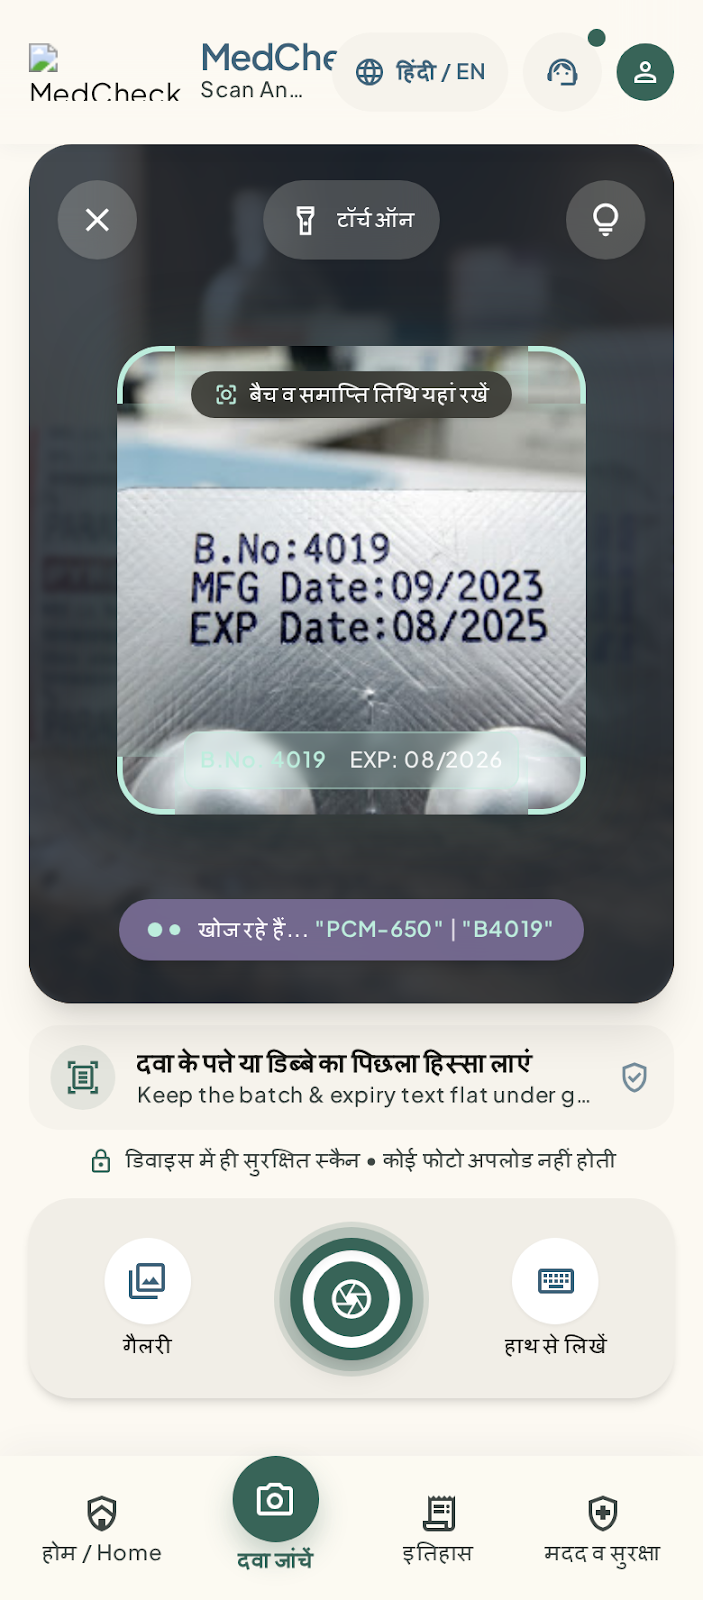 MedCheck
MedChe
Scan An...
हिंदी / EN
टॉर्च ऑन
बैच व समाप्ति तिथि यहां रखें
B.No:4019
MFG Date:09/2023
EXP Date:08/2025
B.No 4019 EXP: 08/2026
खोज रहे हैं... "PCM-650" | "B4019"
दवा के पत्ते या डिब्बे का पिछला हिस्सा लाएं
Keep the batch & expiry text flat under g...
डिवाइस में ही सुरक्षित स्कैन • कोई फोटो अपलोड नहीं होती
गैलरी
हाथ से लिखें
होम / Home
दवा जांचें
इतिहास
मदद व सुरक्षा